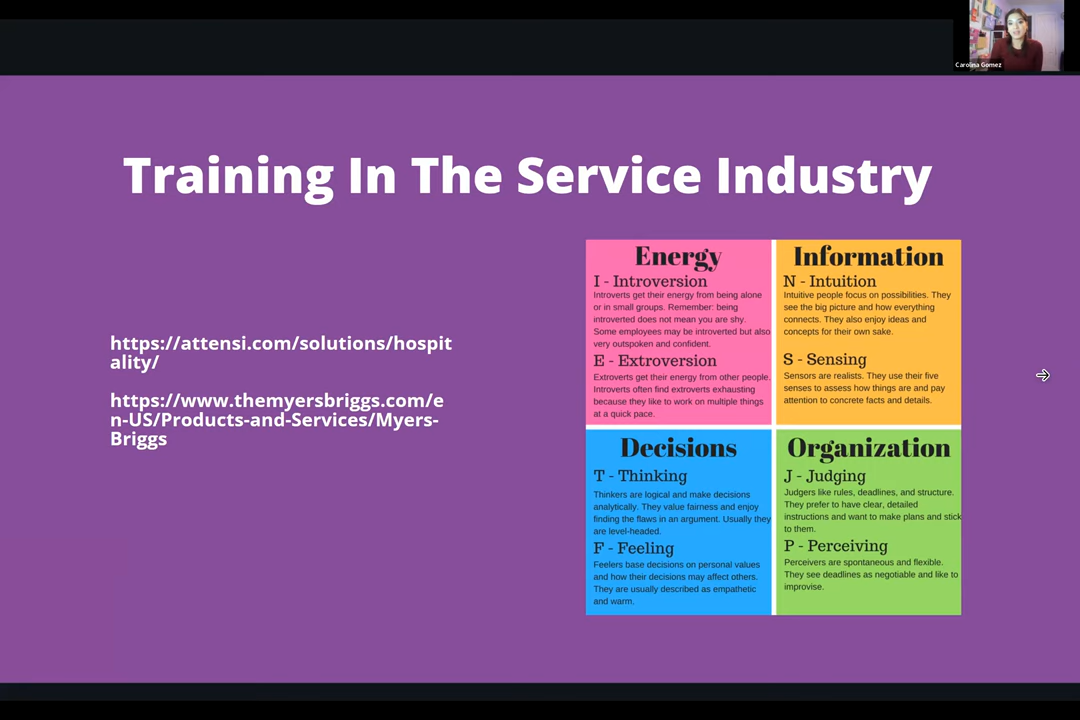 Carolina Gomez
Training In The Service Industry
https://attensi.com/solutions/hospit
ality/
https://www.themyersbriggs.com/e
n-US/Products-and-Services/Myers-
Briggs
Energy
I - Introversion
Introverts get their energy from being alone
or in small groups. Remember: being
introverted does not mean you are shy.
Some employees may be introverted but also
very outspoken and confident.
E - Extroversion
Extroverts get their energy from other people.
Introverts often find extroverts exhausting
because they like to work on multiple things
at a quick pace.
Information
N - Intuition
Intuitive people focus on possibilities. They
see the big picture and how everything
connects. They also enjoy ideas and
concepts for their own sake.
S - Sensing
Sensors are realists. They use their five
senses to assess how things are and pay
attention to concrete facts and details.
Decisions
T - Thinking
Thinkers are logical and make decisions
analytically. They value fairness and enjoy
finding the flaws in an argument. Usually they
are level-headed.
F - Feeling
Feelers base decisions on personal values
and how their decisions may affect others.
They are usually described as empathetic
and warm.
Organization
J - Judging
Judgers like rules, deadlines, and structure.
They prefer to have clear, detailed
instructions and want to make plans and stick
to them.
P - Perceiving
Perceivers are spontaneous and flexible.
They see deadlines as negotiable and like to
improvise.